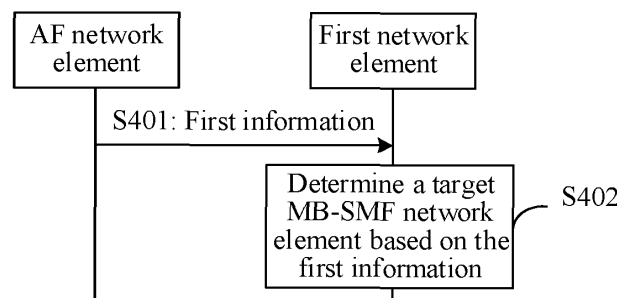 AF network
element
First network
element
S401: First information
Determine a target
MB-SMF network
element based on the
first information
S402